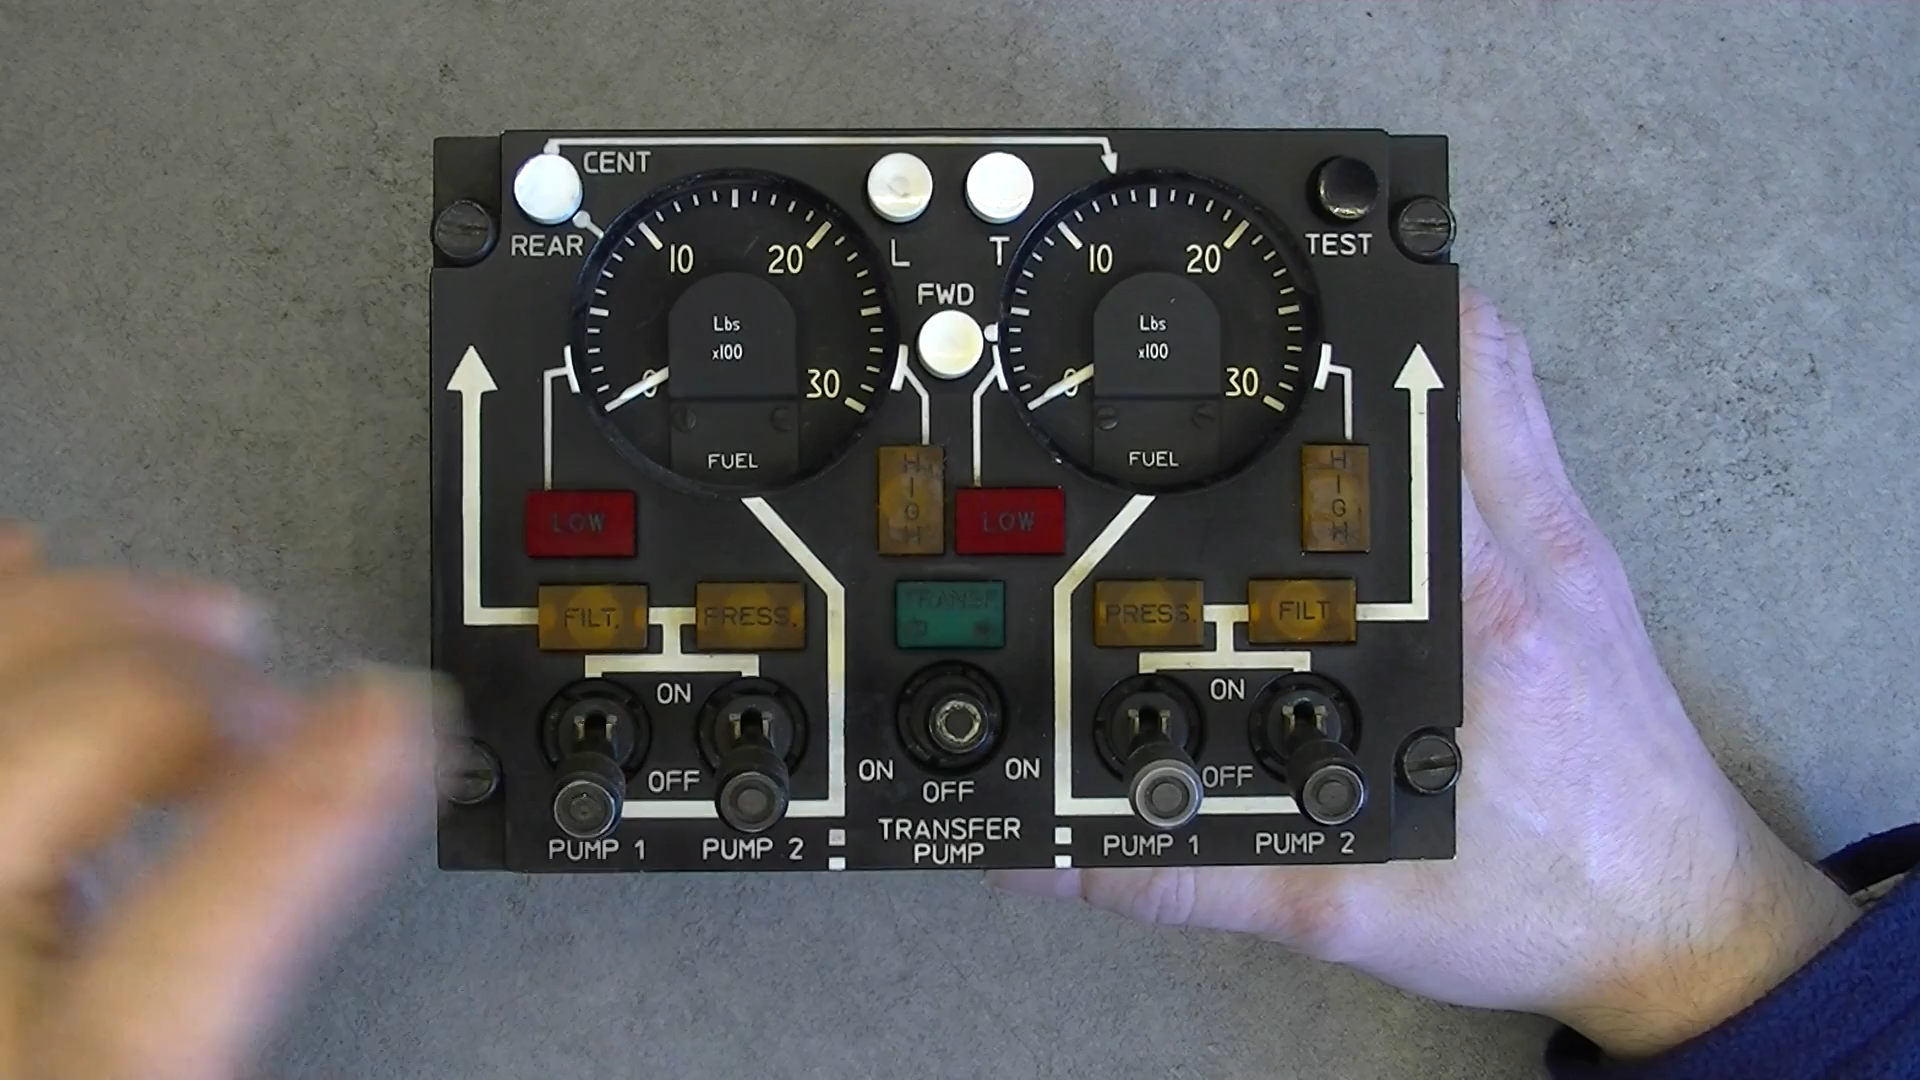 CENT
REAR
L
T
TEST
FWD
10
20
Lbs
x100
0
30
FUEL
10
20
Lbs
x100
0
30
FUEL
LOW
HIGH
LOW
HIGH
FILT.
PRESS.
TRANSF
PRESS.
FILT
ON
OFF
PUMP 1
PUMP 2
ON
OFF
ON
TRANSFER
PUMP
ON
OFF
PUMP 1
PUMP 2